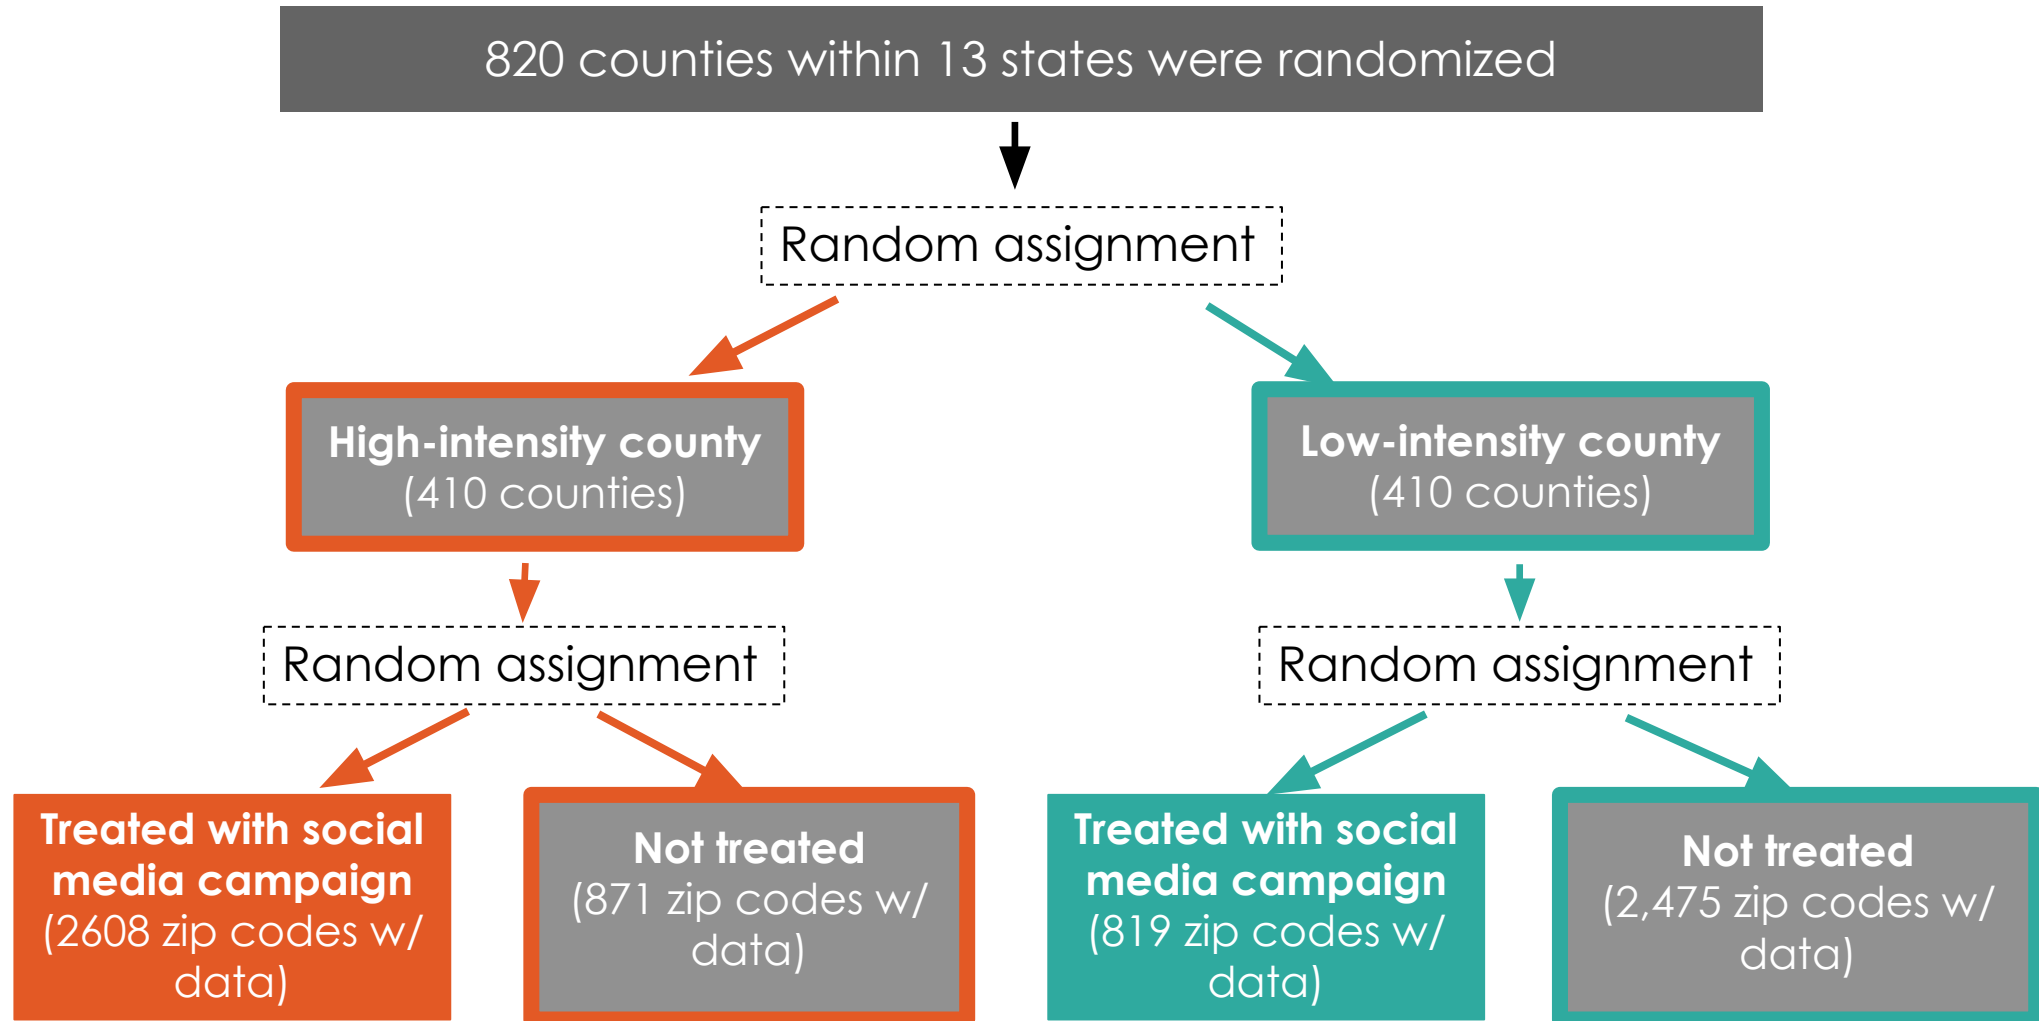 820 counties within 13 states were randomized
Random assignment
High-intensity county
(410 counties)
Low-intensity county
(410 counties)
Random assignment
Random assignment
Treated with social
media campaign
(2608 zip codes w/
data)
Not treated
(871 zip codes w/
data)
Treated with social
media campaign
(819 zip codes w/
data)
Not treated
(2,475 zip codes w/
data)